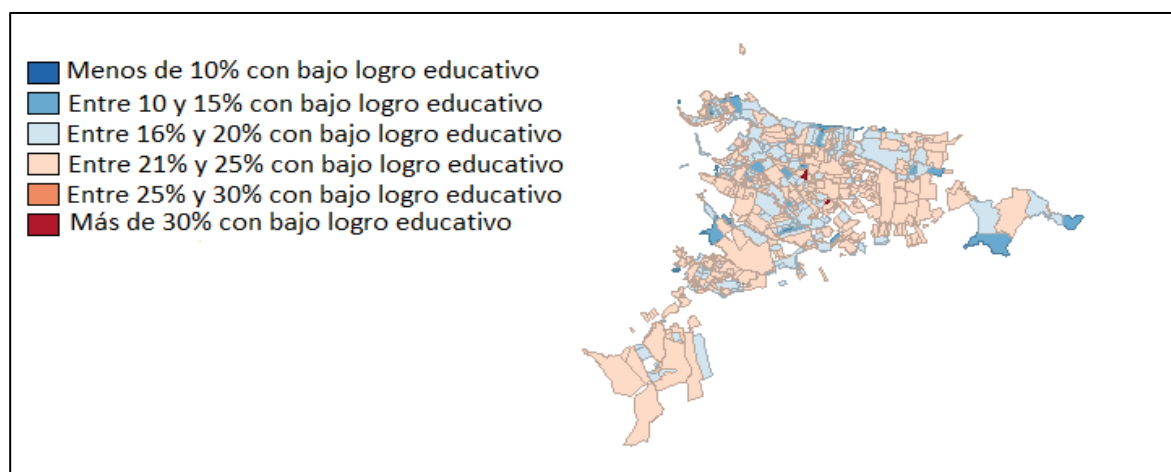 Menos de 10% con bajo logro educativo
Entre 10 y 15% con bajo logro educativo
Entre 16% y 20% con bajo logro educativo
Entre 21% y 25% con bajo logro educativo
Entre 25% y 30% con bajo logro educativo
Más de 30% con bajo logro educativo